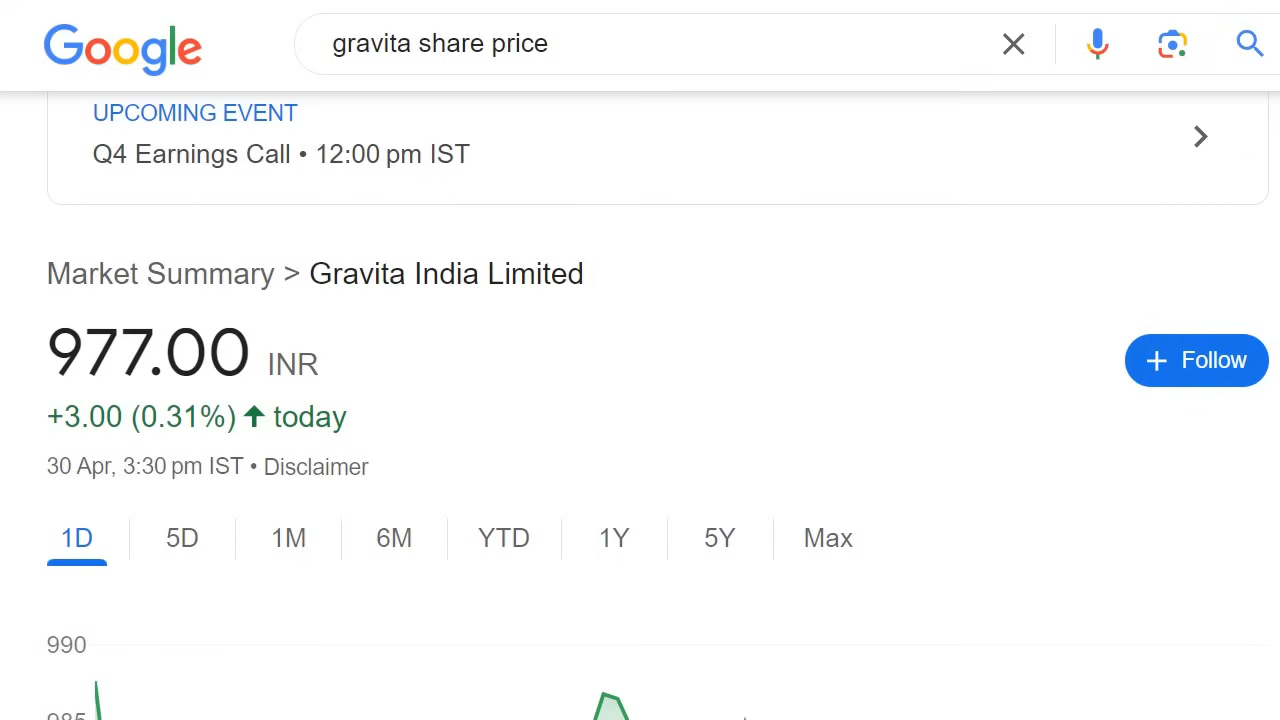 Google
gravita share price
UPCOMING EVENT
Q4 Earnings Call • 12:00 pm IST
Market Summary > Gravita India Limited
977.00 INR
+ Follow
+3.00 (0.31%) ↑ today
30 Apr, 3:30 pm IST • Disclaimer
1D 5D 1M 6M YTD 1Y 5Y Max
990
985